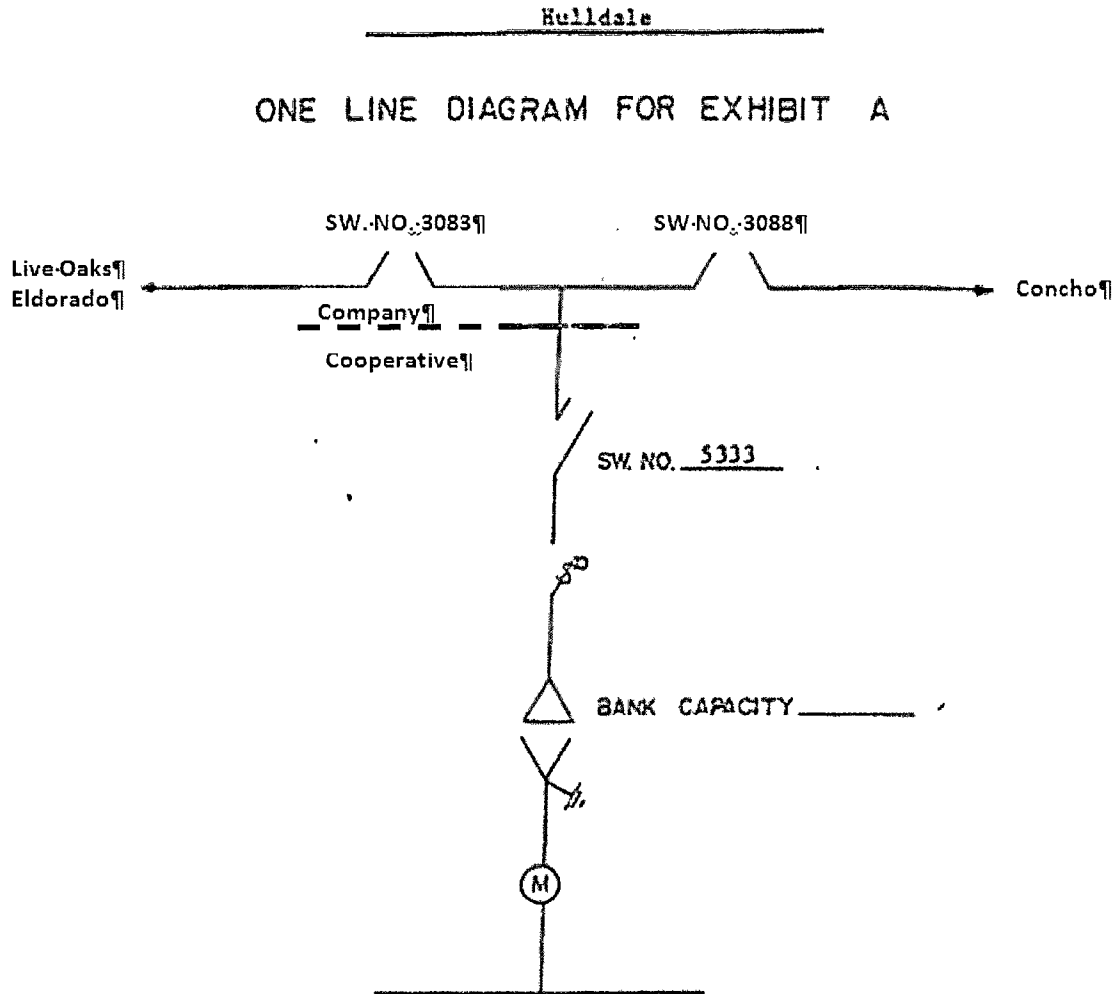 Hulldale
ONE LINE DIAGRAM FOR EXHIBIT A
SW.·NO.·3083¶
SW·NO.·3088¶
Live·Oaks¶
Eldorado¶
Concho¶
Company¶
Cooperative¶
SW. NO. 5333
BANK CAPACITY
M